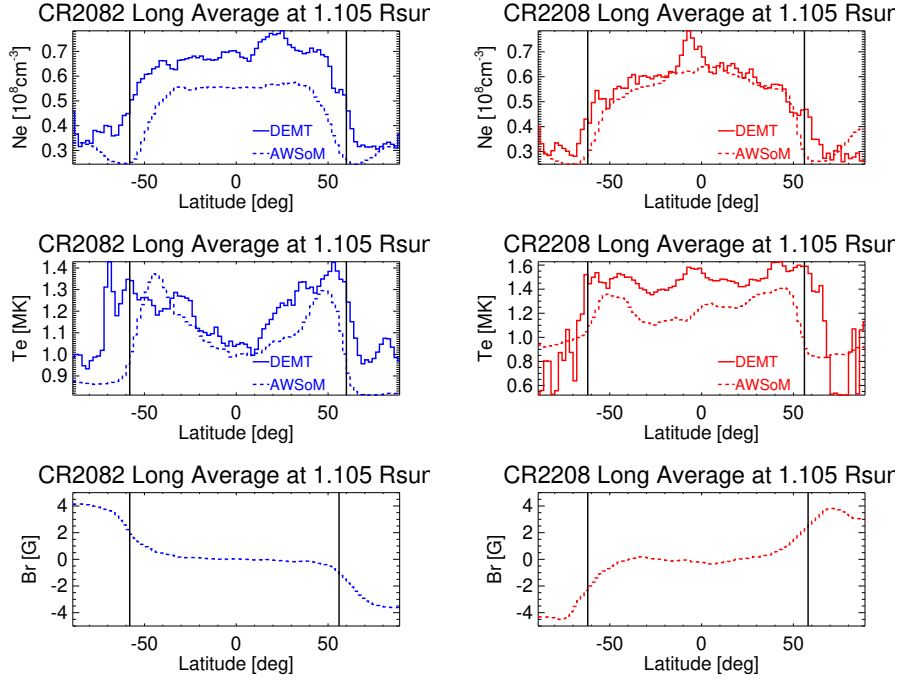 CR2082 Long Average at 1.105 Rsur
Ne [10⁸cm⁻³]
0.7
0.6
0.5
0.4
0.3
DEMT
AWSoM
-50
0
50
Latitude [deg]
CR2208 Long Average at 1.105 Rsur
Ne [10⁸cm⁻³]
0.7
0.6
0.5
0.4
0.3
DEMT
AWSoM
-50
0
50
Latitude [deg]
CR2082 Long Average at 1.105 Rsur
Te [MK]
1.4
1.3
1.2
1.1
1.0
0.9
DEMT
AWSoM
-50
0
50
Latitude [deg]
CR2208 Long Average at 1.105 Rsur
Te [MK]
1.6
1.4
1.2
1.0
0.8
0.6
DEMT
AWSoM
-50
0
50
Latitude [deg]
CR2082 Long Average at 1.105 Rsur
Br [G]
4
2
0
-2
-4
-50
0
50
Latitude [deg]
CR2208 Long Average at 1.105 Rsur
Br [G]
4
2
0
-2
-4
-50
0
50
Latitude [deg]